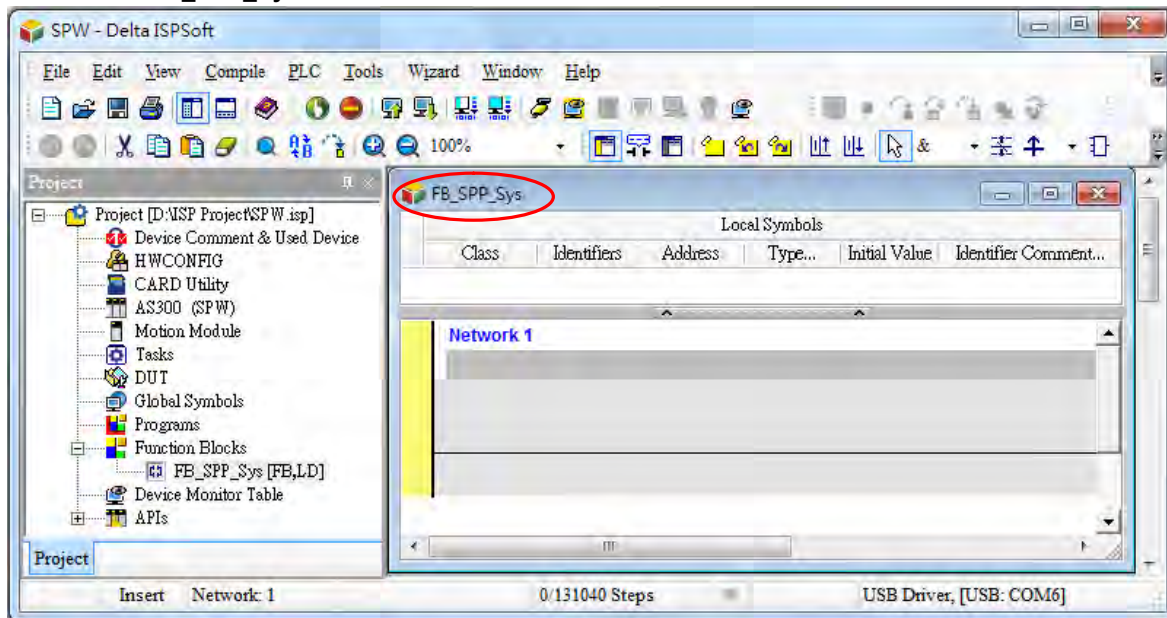 SPW - Delta ISPSoft
File Edit View Compile PLC Tools Wizard Window Help
100%
&
Project
FB_SPP_Sys
Project [D:\ISP Project\SPW.isp]
Device Comment & Used Device
HWCONFIG
CARD Utility
AS300 (SPW)
Motion Module
Tasks
DUT
Global Symbols
Programs
Function Blocks
FB_SPP_Sys [FB,LD]
Device Monitor Table
APIs
Project
Local Symbols
Class Identifiers Address Type... Initial Value Identifier Comment...
Network 1
Insert Network: 1 0/131040 Steps USB Driver, [USB: COM6]